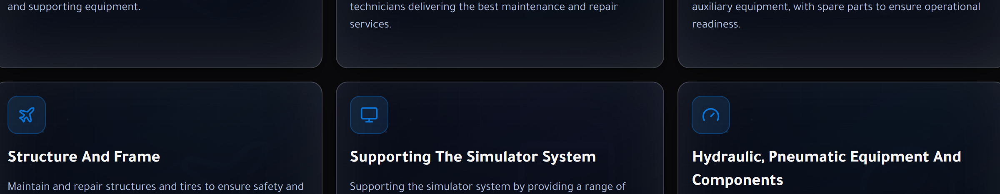 and supporting equipment.
technicians delivering the best maintenance and repair
services.
auxiliary equipment, with spare parts to ensure operational
readiness.
Structure And Frame
Maintain and repair structures and tires to ensure safety and
Supporting The Simulator System
Supporting the simulator system by providing a range of
Hydraulic, Pneumatic Equipment And
Components